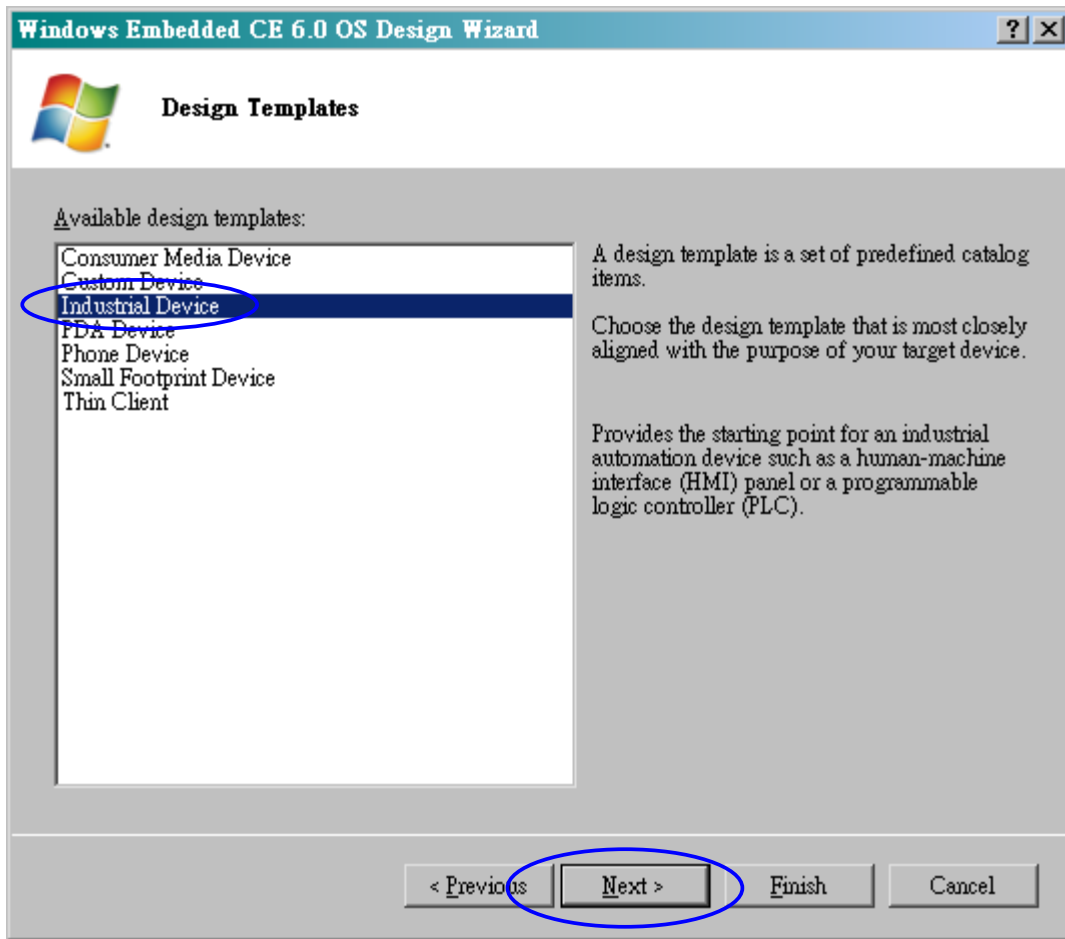 Windows Embedded CE 6.0 OS Design Wizard
Design Templates
Available design templates:
Consumer Media Device
Custom Device
Industrial Device
PDA Device
Phone Device
Small Footprint Device
Thin Client
A design template is a set of predefined catalog
items.
Choose the design template that is most closely
aligned with the purpose of your target device.
Provides the starting point for an industrial
automation device such as a human-machine
interface (HMI) panel or a programmable
logic controller (PLC).
< Previous
Next >
Finish
Cancel